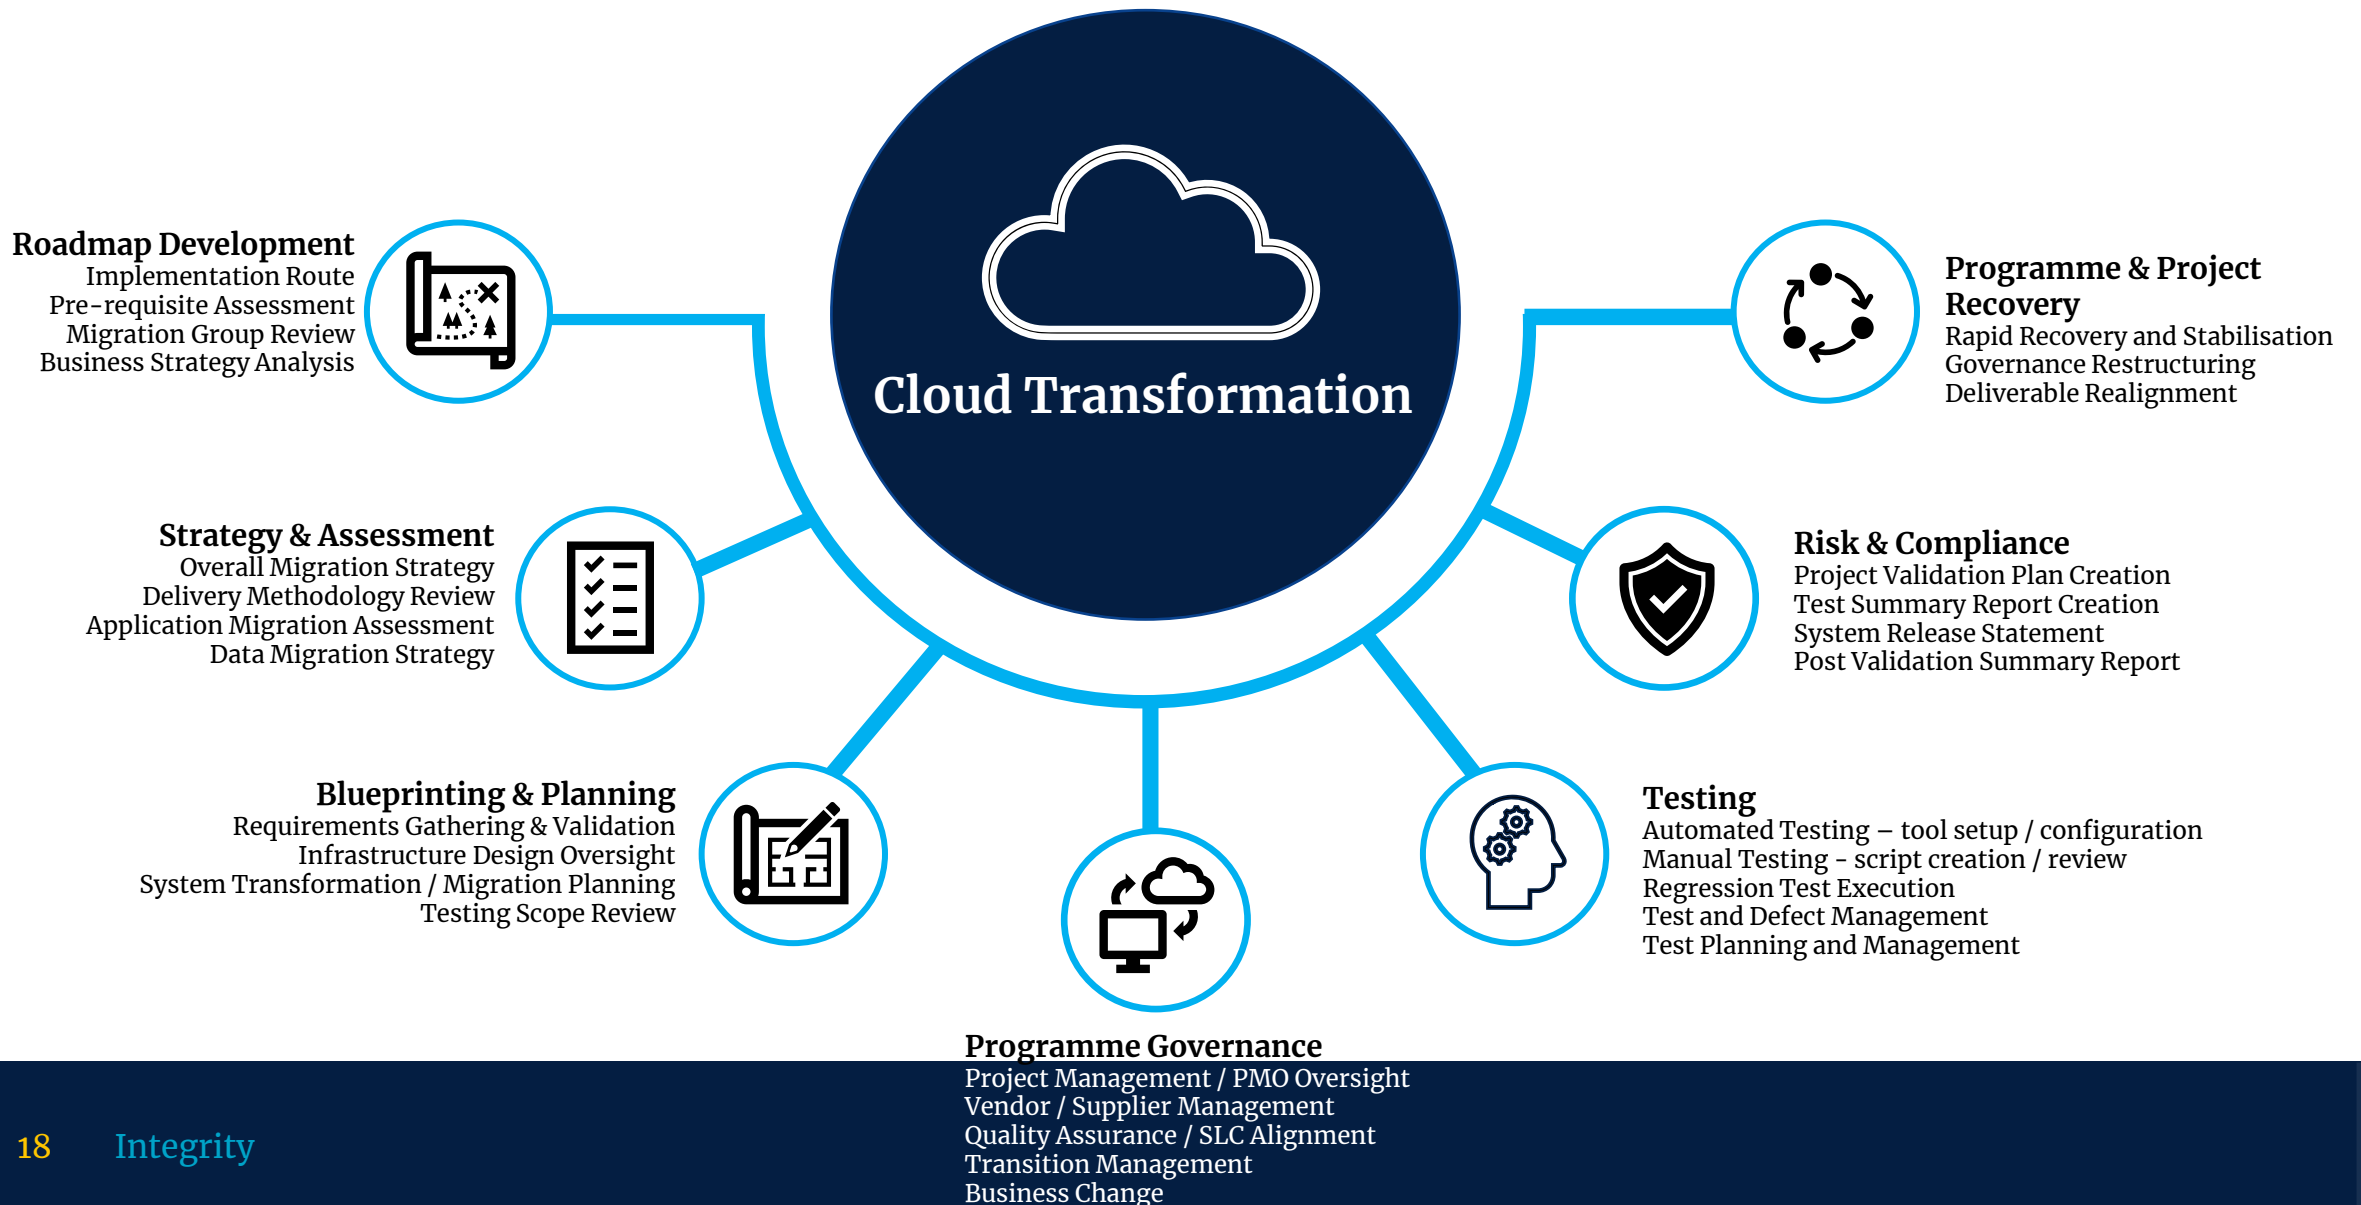 Cloud Transformation
Roadmap Development
Implementation Route
Pre-requisite Assessment
Migration Group Review
Business Strategy Analysis
Strategy & Assessment
Overall Migration Strategy
Delivery Methodology Review
Application Migration Assessment
Data Migration Strategy
Blueprinting & Planning
Requirements Gathering & Validation
Infrastructure Design Oversight
System Transformation / Migration Planning
Testing Scope Review
Programme Governance
Project Management / PMO Oversight
Vendor / Supplier Management
Quality Assurance / SLC Alignment
Transition Management
Business Change
Testing
Automated Testing – tool setup / configuration
Manual Testing - script creation / review
Regression Test Execution
Test and Defect Management
Test Planning and Management
Risk & Compliance
Project Validation Plan Creation
Test Summary Report Creation
System Release Statement
Post Validation Summary Report
Programme & Project
Recovery
Rapid Recovery and Stabilisation
Governance Restructuring
Deliverable Realignment
18 Integrity